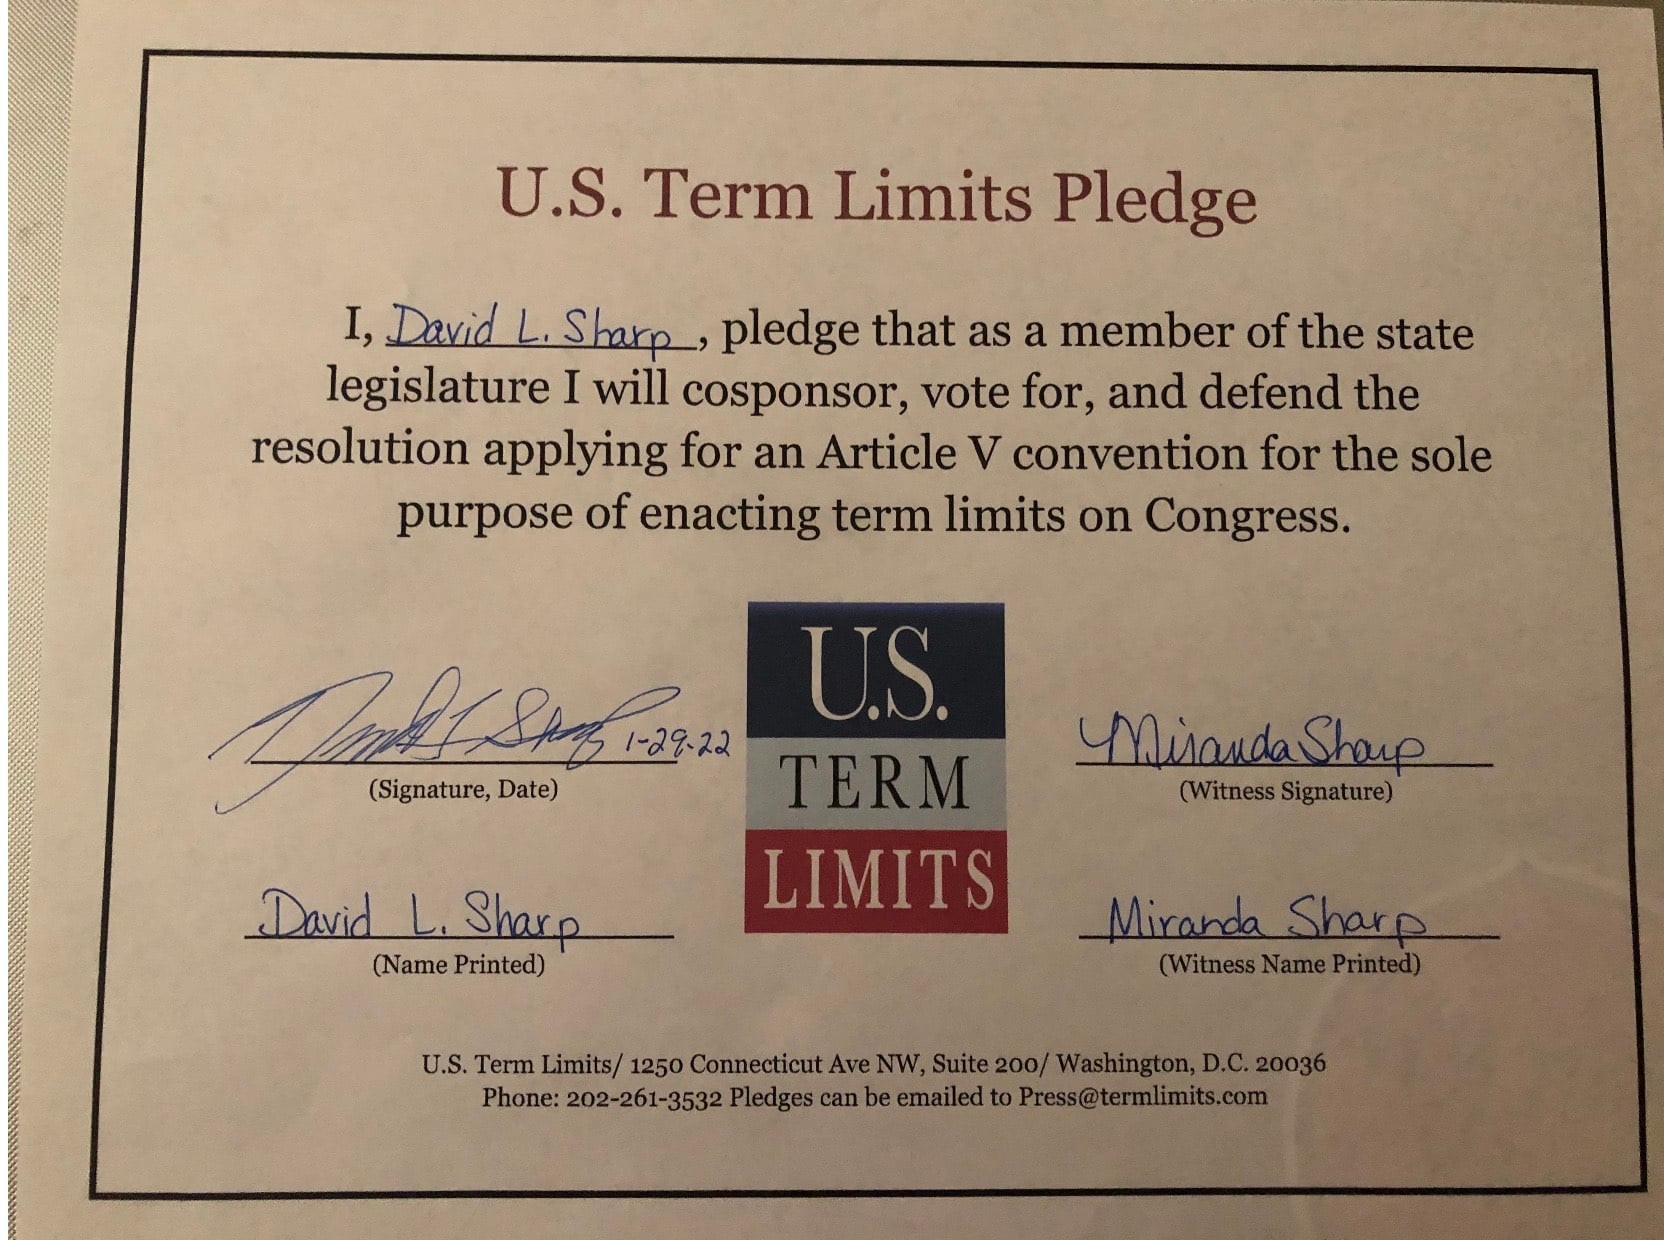 U.S. Term Limits Pledge
I, David L. Sharp, pledge that as a member of the state
legislature I will cosponsor, vote for, and defend the
resolution applying for an Article V convention for the sole
purpose of enacting term limits on Congress.
U.S.
TERM
LIMITS
David L Sharp 1-29-22
(Signature, Date)
Miranda Sharp
(Witness Signature)
David L. Sharp
(Name Printed)
Miranda Sharp
(Witness Name Printed)
U.S. Term Limits/ 1250 Connecticut Ave NW, Suite 200/ Washington, D.C. 20036
Phone: 202-261-3532 Pledges can be emailed to Press@termlimits.com